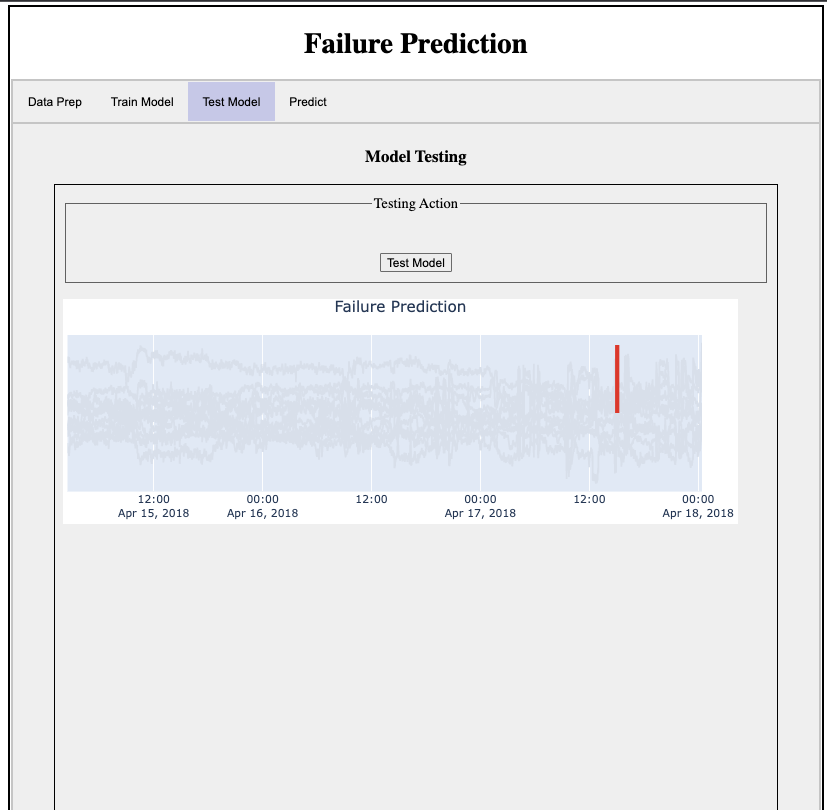 Failure Prediction
Data Prep Train Model Test Model Predict
Model Testing
Testing Action
Test Model
Failure Prediction
12:00 00:00 12:00 00:00 12:00 00:00
Apr 15, 2018 Apr 16, 2018 Apr 17, 2018 Apr 18, 2018